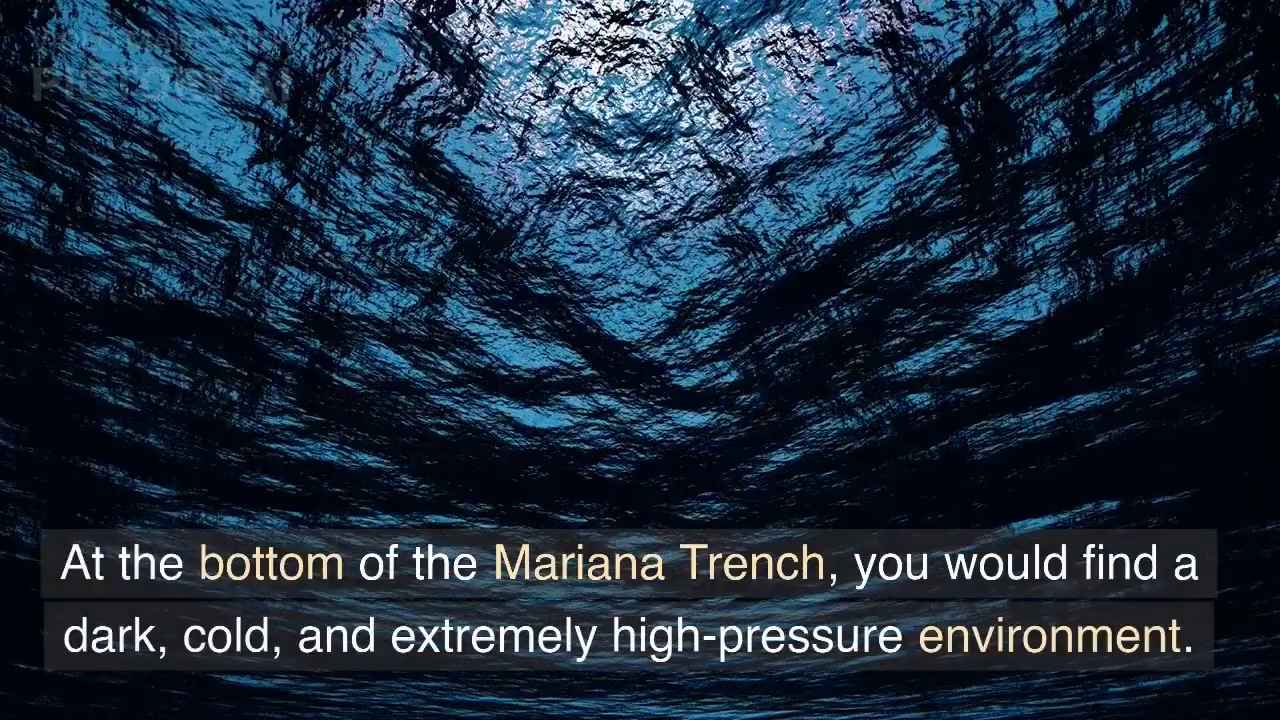 At the bottom of the Mariana Trench, you would find a
dark, cold, and extremely high-pressure environment.